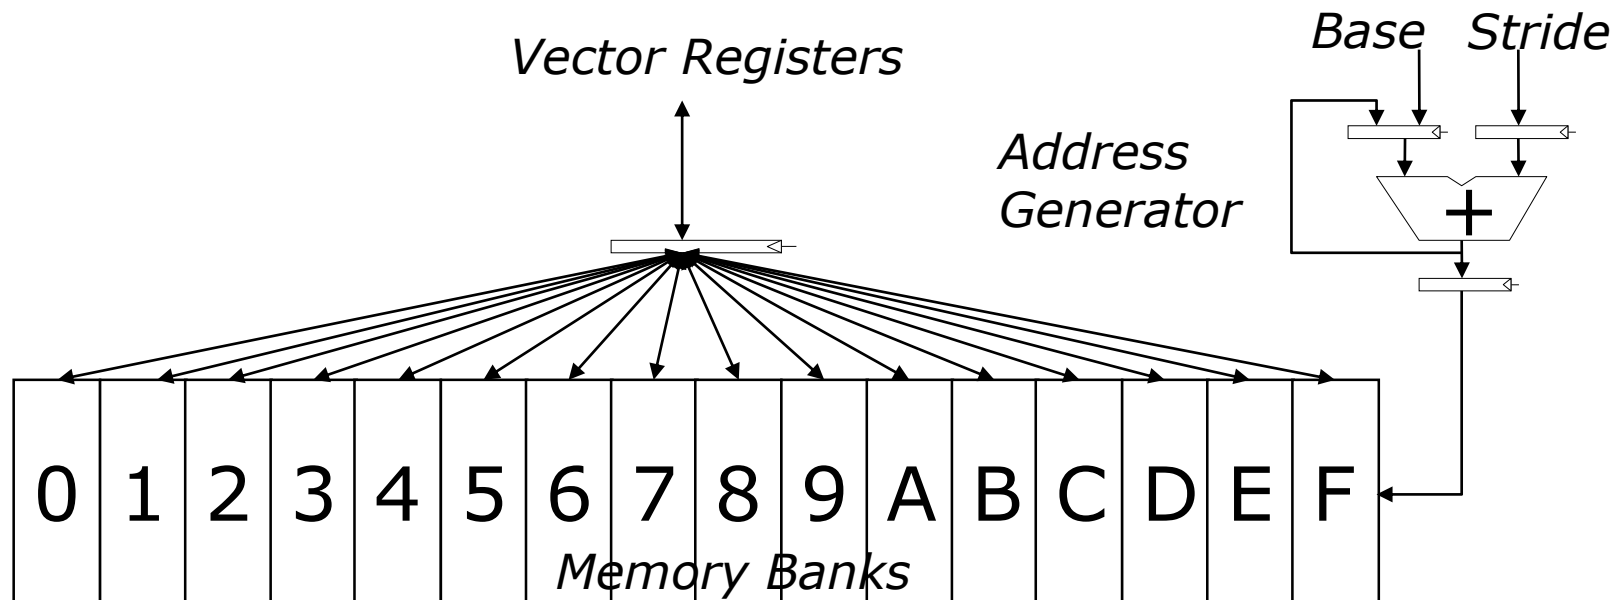 Base Stride
Vector Registers
Address
Generator
+
0 1 2 3 4 5 6 7 8 9 A B C D E F
Memory Banks